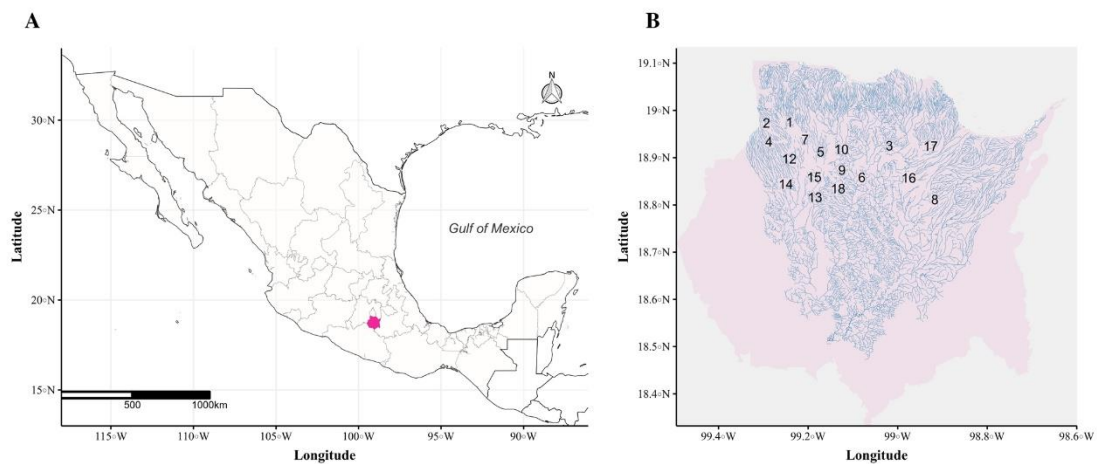 A
B
N
30°N
25°N
20°N
15°N
Latitude
Gulf of Mexico
500
1000km
115°W
110°W
105°W
100°W
95°W
90°W
Longitude
19.1°N
19°N
18.9°N
18.8°N
18.7°N
18.6°N
18.5°N
18.4°N
Latitude
2
1
4
7
5
10
3
17
12
9
14
15
6
16
18
13
8
99.4°W
99.2°W
99°W
98.8°W
98.6°W
Longitude